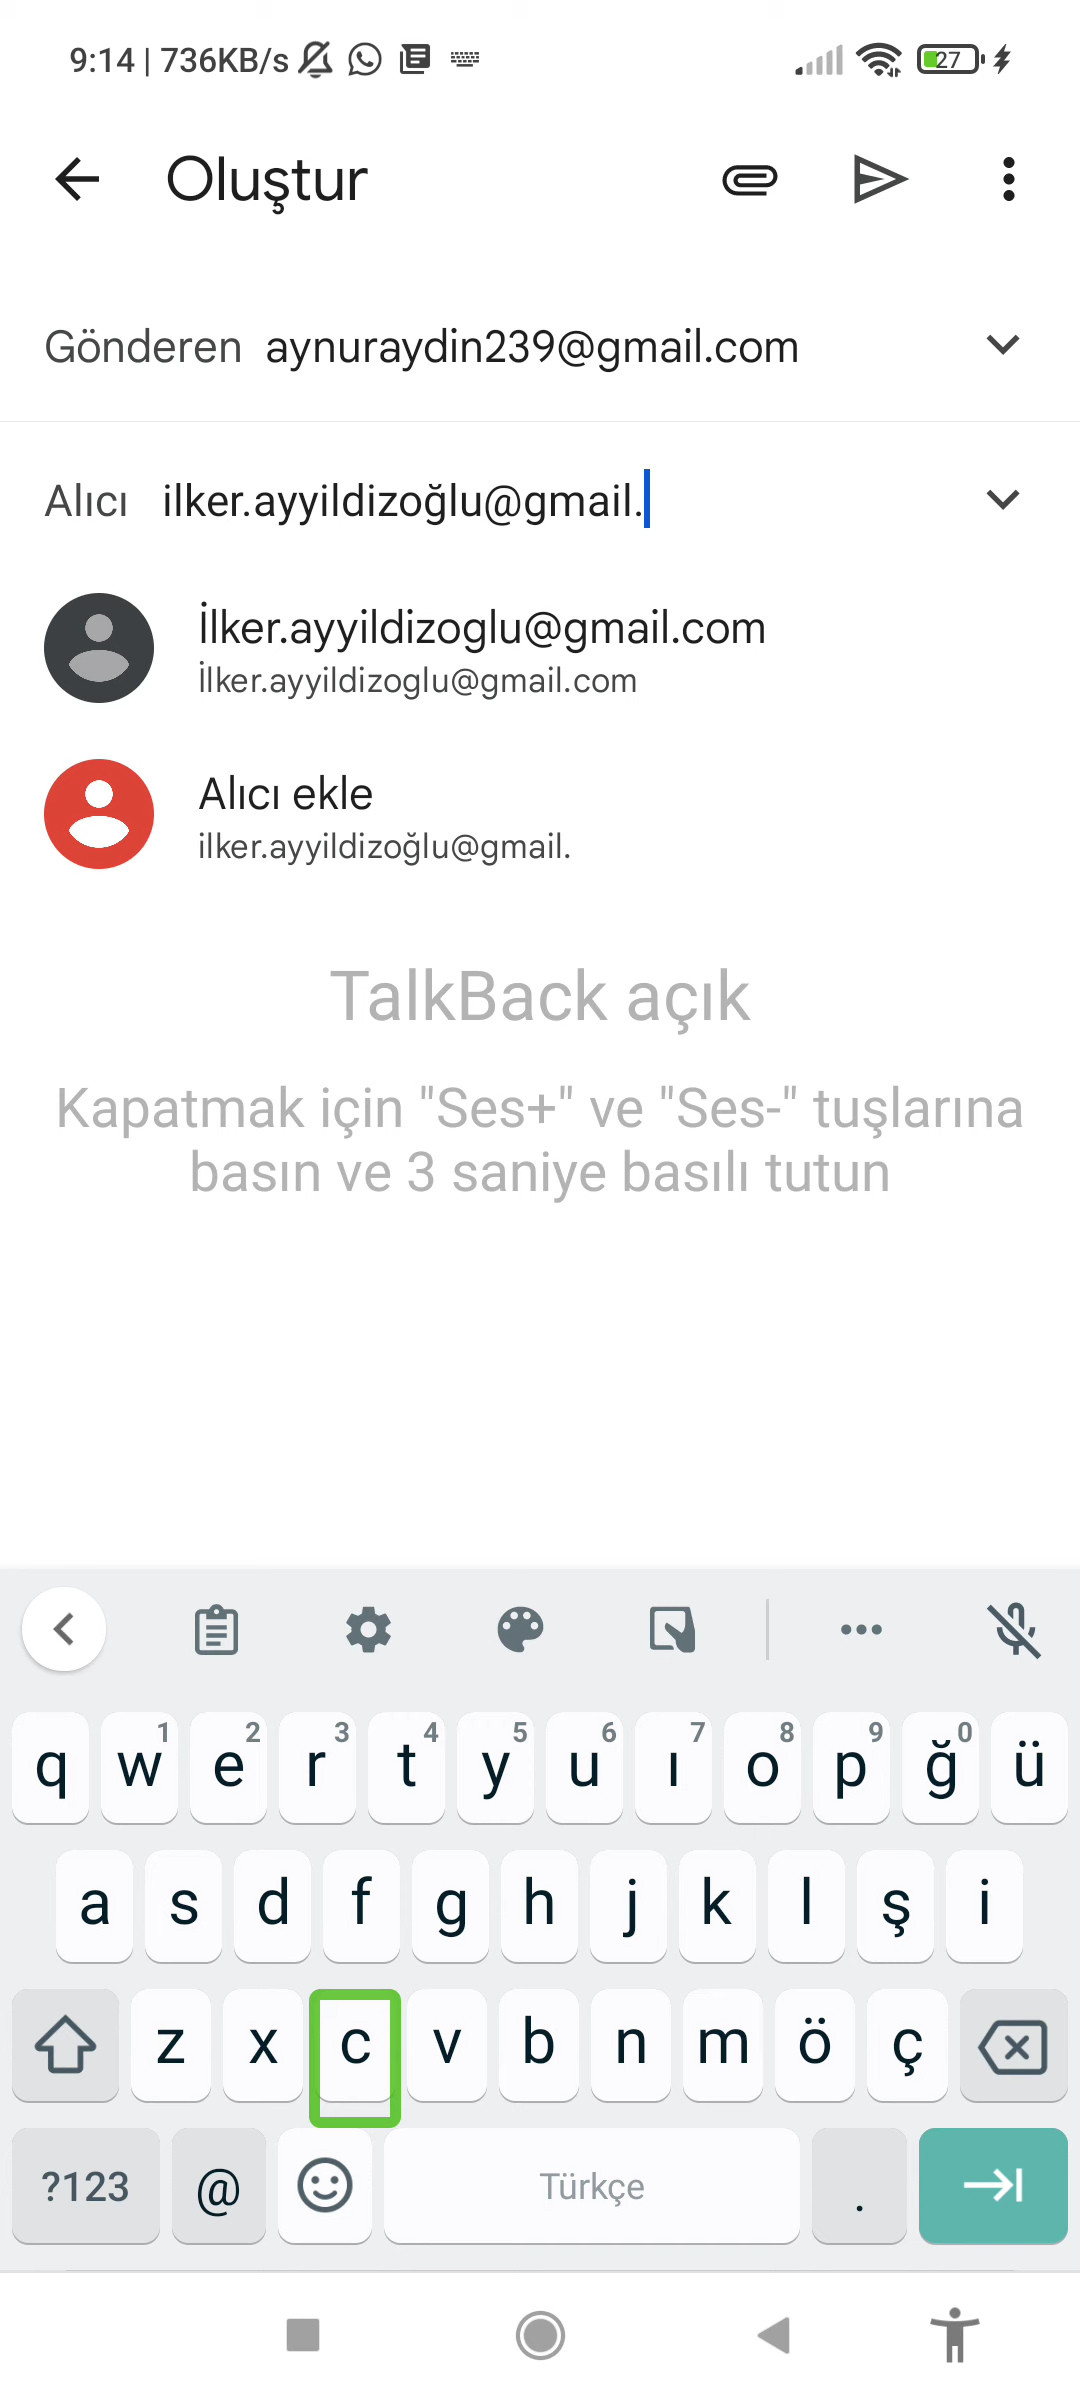 9:14 | 736KB/s
27
Oluştur
Gönderen aynuraydin239@gmail.com
Alıcı ilker.ayyildizoğlu@gmail.
İlker.ayyildizoglu@gmail.com
İlker.ayyildizoglu@gmail.com
Alıcı ekle
ilker.ayyildizoğlu@gmail.
TalkBack açık
Kapatmak için "Ses+" ve "Ses-" tuşlarına
basın ve 3 saniye basılı tutun
1 2 3 4 5 6 7 8 9 0
q w e r t y u ı o p ğ ü
a s d f g h j k l ş i
z x c v b n m ö ç
?123 @ Türkçe .